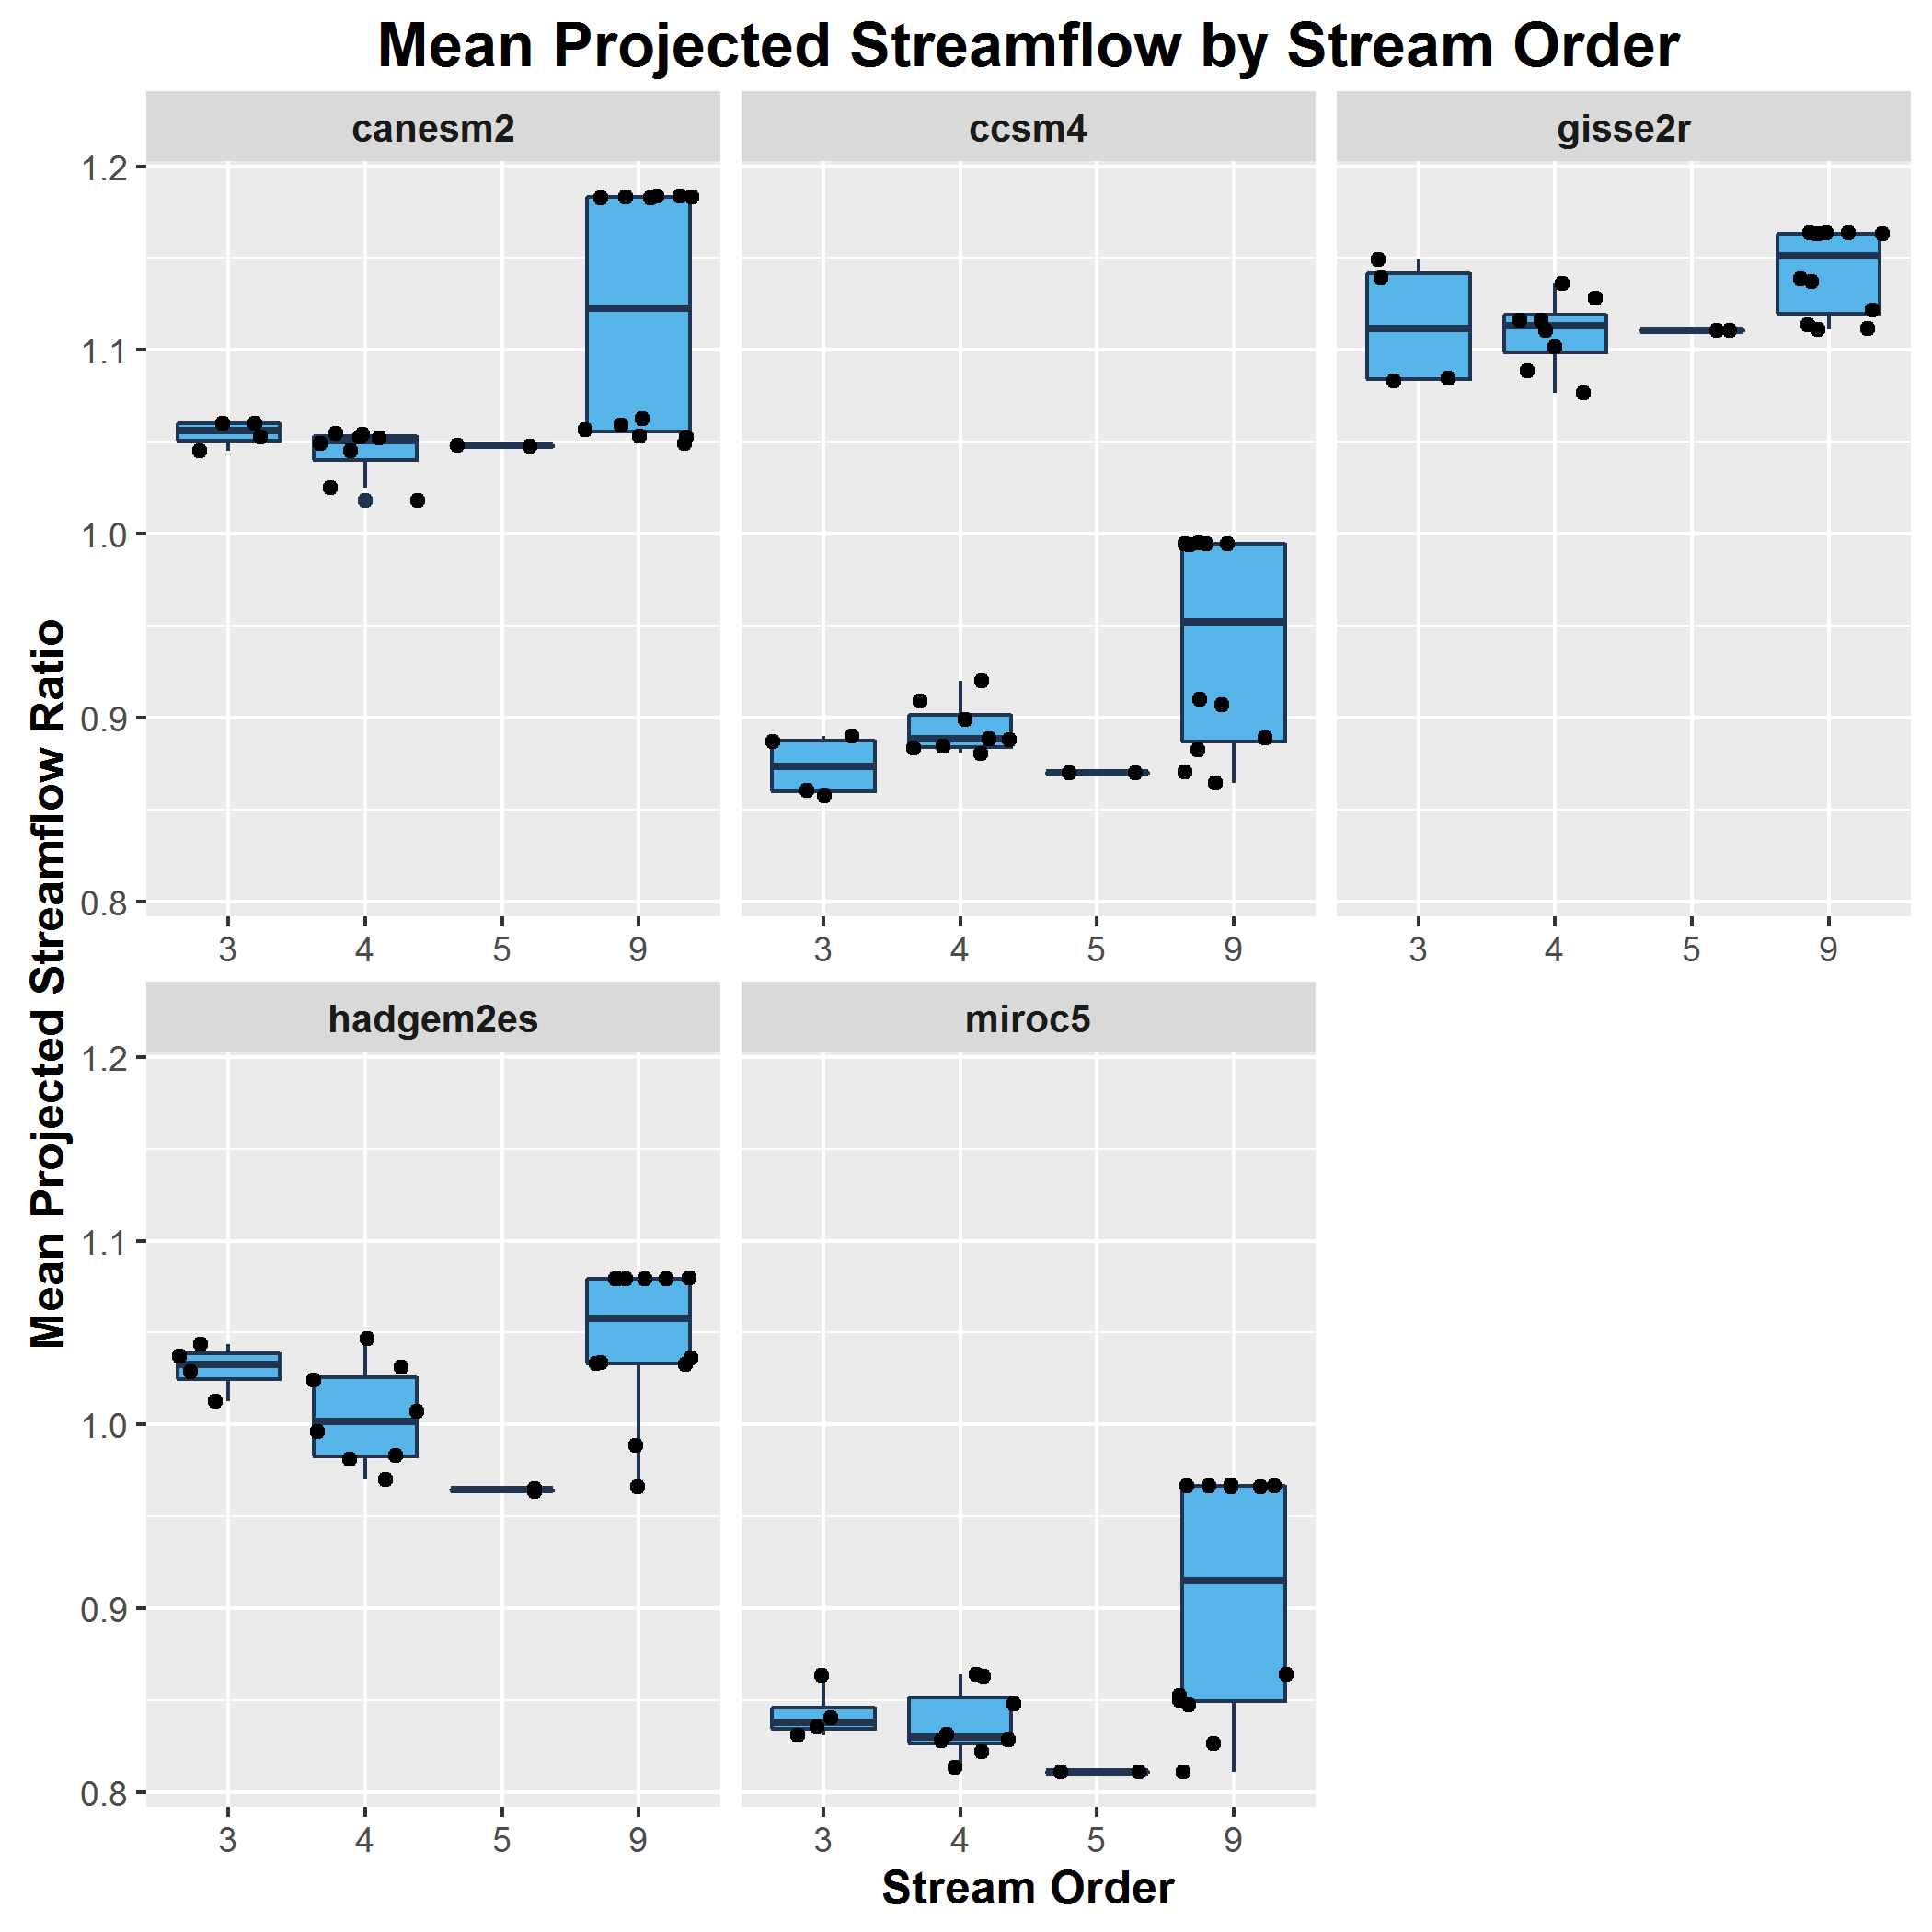 Mean Projected Streamflow by Stream Order
canesm2
ccsm4
gisse2r
1.2
1.1
1.0
0.9
0.8
3 4 5 9
3 4 5 9
3 4 5 9
Mean Projected Streamflow Ratio
hadgem2es
miroc5
1.2
1.1
1.0
0.9
0.8
3 4 5 9
3 4 5 9
Stream Order